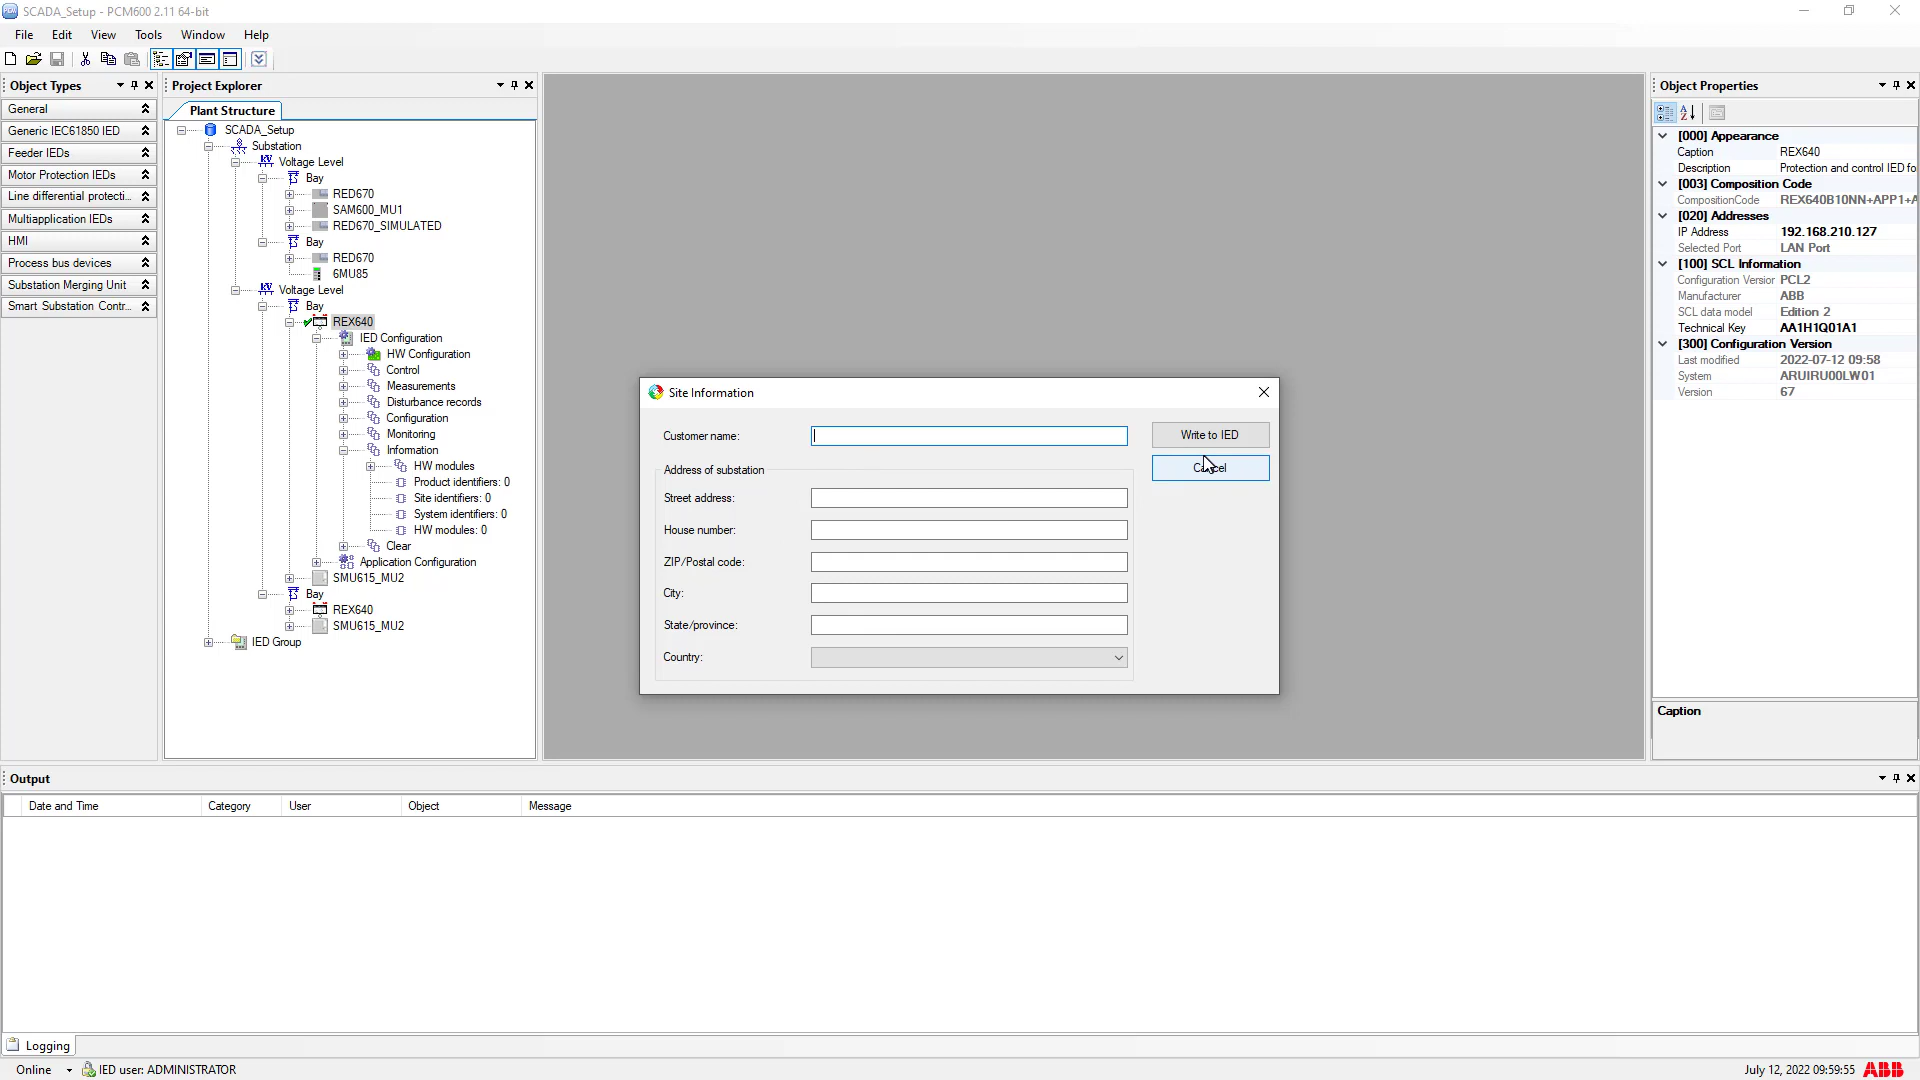 SCADA_Setup - PCM600 2.11 64-bit
File Edit View Tools Window Help
Object Types
General
Generic IEC61850 IED
Feeder IEDs
Motor Protection IEDs
Line differential protecti...
Multiapplication IEDs
HMI
Process bus devices
Substation Merging Unit
Smart Substation Contr...
Project Explorer
Plant Structure
SCADA_Setup
Substation
Voltage Level
Bay
RED670
SAM600_MU1
RED670_SIMULATED
Bay
RED670
6MU85
Voltage Level
Bay
REX640
IED Configuration
HW Configuration
Control
Measurements
Disturbance records
Configuration
Monitoring
Information
HW modules
Product identifiers: 0
Site identifiers: 0
System identifiers: 0
HW modules: 0
Clear
Application Configuration
SMU615_MU2
Bay
REX640
SMU615_MU2
IED Group
Site Information
Customer name:
Write to IED
Cancel
Address of substation
Street address:
House number:
ZIP/Postal code:
City:
State/province:
Country:
Object Properties
[000] Appearance
Caption REX640
Description Protection and control IED fo
[003] Composition Code
CompositionCode REX640B10NN+APP1+A
[020] Addresses
IP Address 192.168.210.127
Selected Port LAN Port
[100] SCL Information
Configuration Version PCL2
Manufacturer ABB
SCL data model Edition 2
Technical Key AA1H1Q01A1
[300] Configuration Version
Last modified 2022-07-12 09:58
System ARUIRU00LW01
Version 67
Caption
Output
Date and Time Category User Object Message
Logging
Online IED user: ADMINISTRATOR
July 12, 2022 09:59:55 ABB